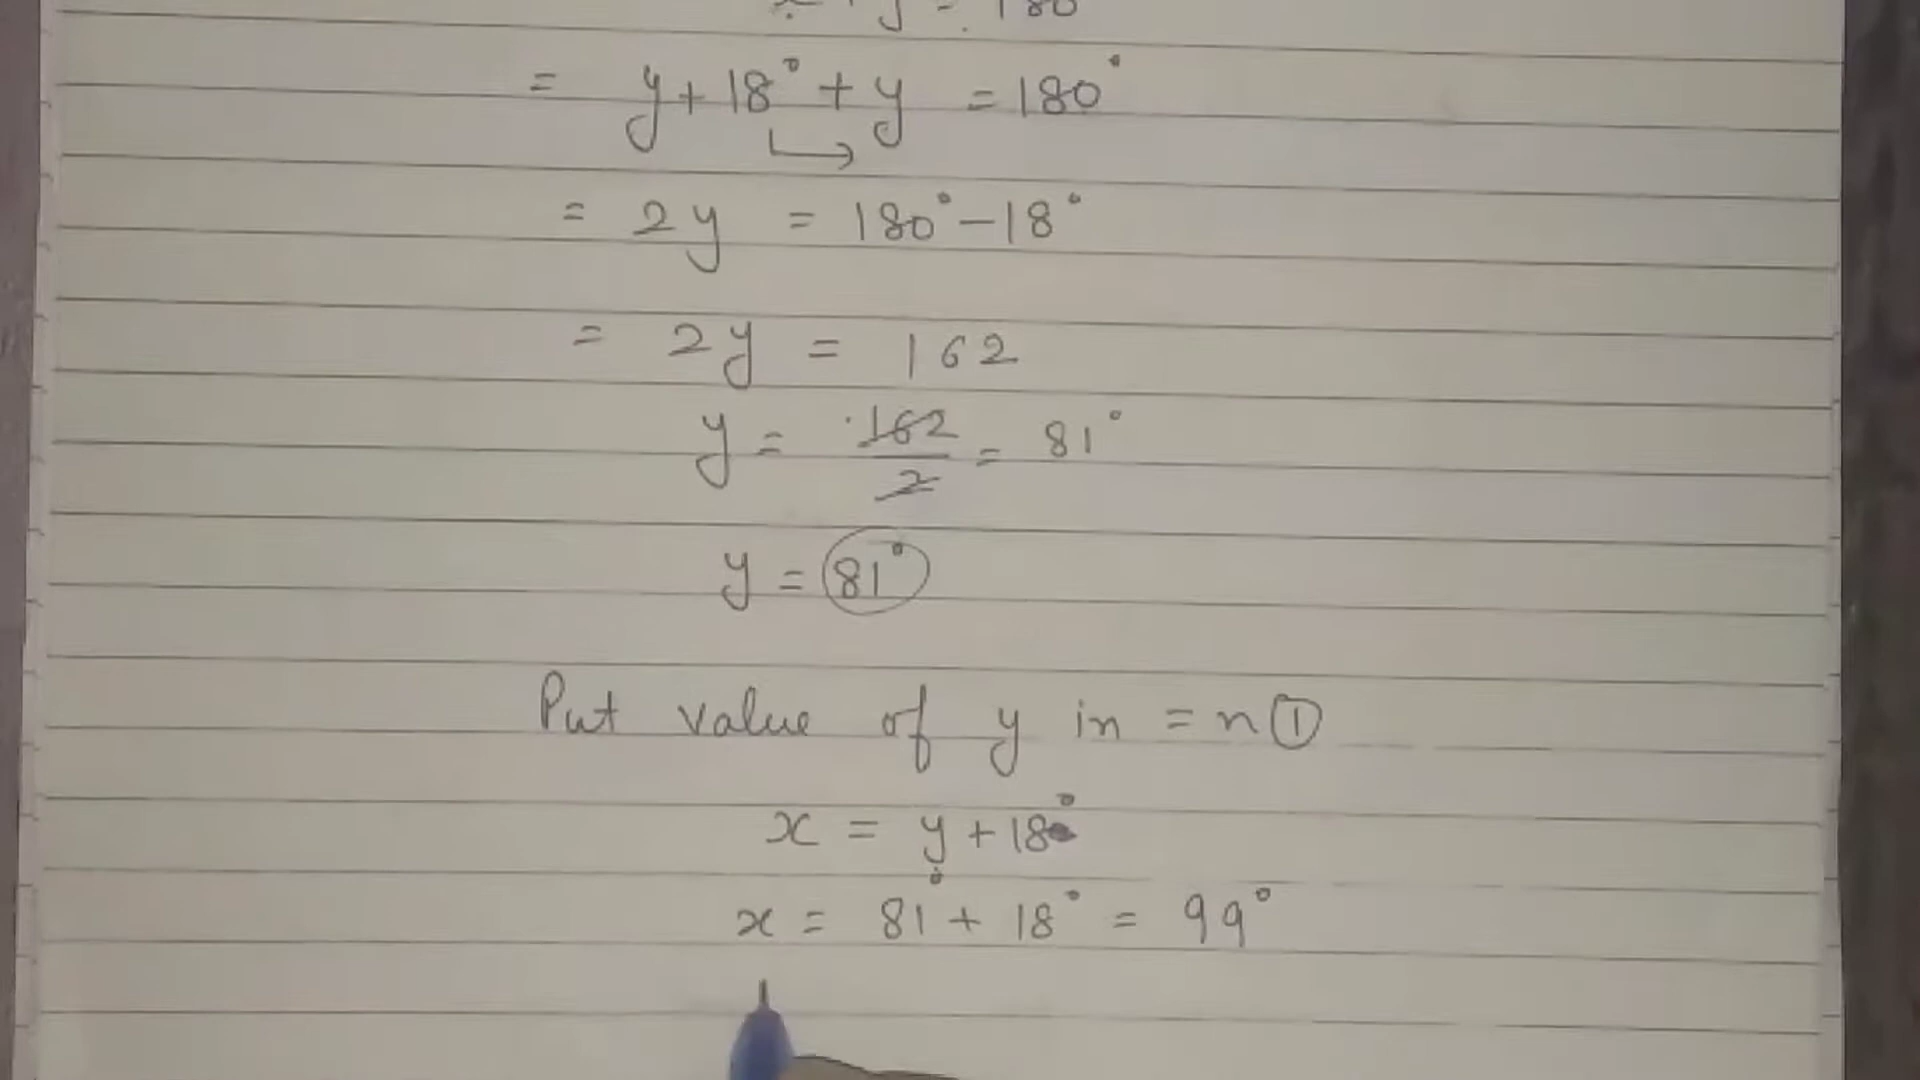 x + y = 180
= y + 18° + y = 180°
= 2y = 180° - 18°
= 2y = 162
y = 162/2 = 81°
y = 81°
Put value of y in =n ①
x = y + 18°
x = 81° + 18° = 99°